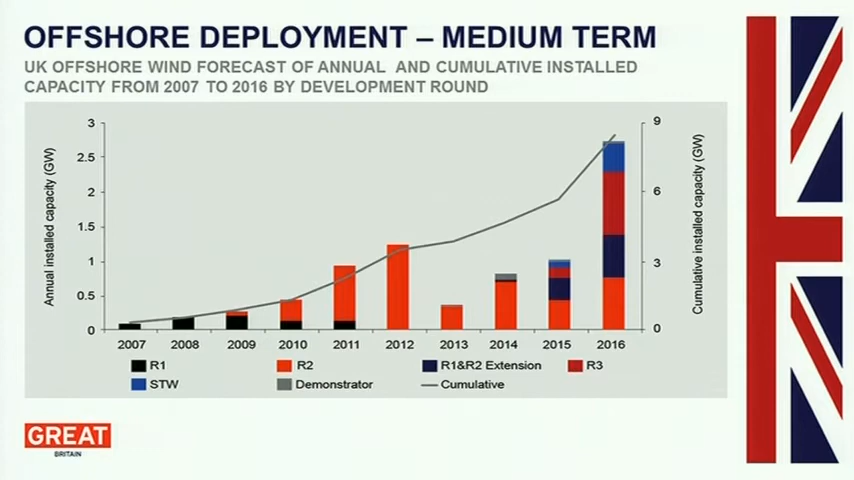 OFFSHORE DEPLOYMENT – MEDIUM TERM
UK OFFSHORE WIND FORECAST OF ANNUAL AND CUMULATIVE INSTALLED
CAPACITY FROM 2007 TO 2016 BY DEVELOPMENT ROUND
Annual installed capacity (GW)
3
2.5
2
1.5
1
0.5
0
9
6
3
0
Cumulative installed capacity (GW)
2007 2008 2009 2010 2011 2012 2013 2014 2015 2016
R1 R2 R1&R2 Extension R3
STW Demonstrator Cumulative
GREAT
BRITAIN